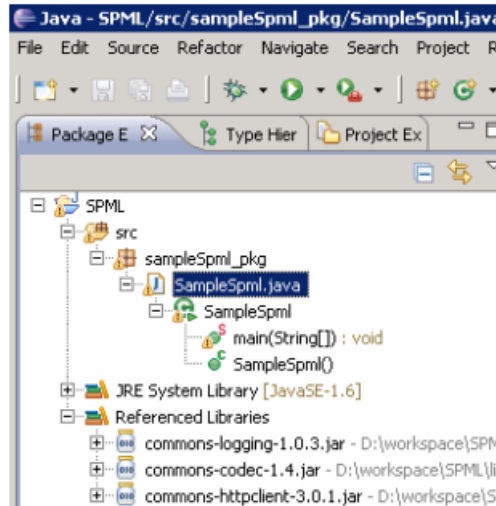 Java - SPML/src/sampleSpml_pkg/SampleSpml.java
File Edit Source Refactor Navigate Search Project R
Package E Type Hier Project Ex
SPML
src
sampleSpml_pkg
SampleSpml.java
SampleSpml
main(String[]) : void
SampleSpml()
JRE System Library [JavaSE-1.6]
Referenced Libraries
commons-logging-1.0.3.jar - D:\workspace\SPM
commons-codec-1.4.jar - D:\workspace\SPML\li
commons-httpclient-3.0.1.jar - D:\workspace\S